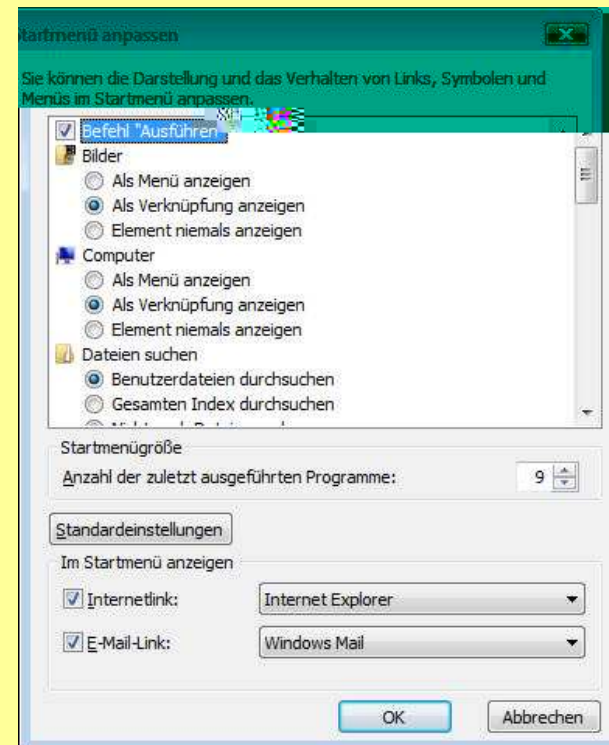 tartmenü anpassen
Sie können die Darstellung und das Verhalten von Links, Symbolen und
Menüs im Startmenü anpassen.
Befehl "Ausführen"
Bilder
Als Menü anzeigen
Als Verknüpfung anzeigen
Element niemals anzeigen
Computer
Als Menü anzeigen
Als Verknüpfung anzeigen
Element niemals anzeigen
Dateien suchen
Benutzerdateien durchsuchen
Gesamten Index durchsuchen
Startmenügröße
Anzahl der zuletzt ausgeführten Programme: 9
Standardeinstellungen
Im Startmenü anzeigen
Internetlink: Internet Explorer
E-Mail-Link: Windows Mail
OK Abbrechen